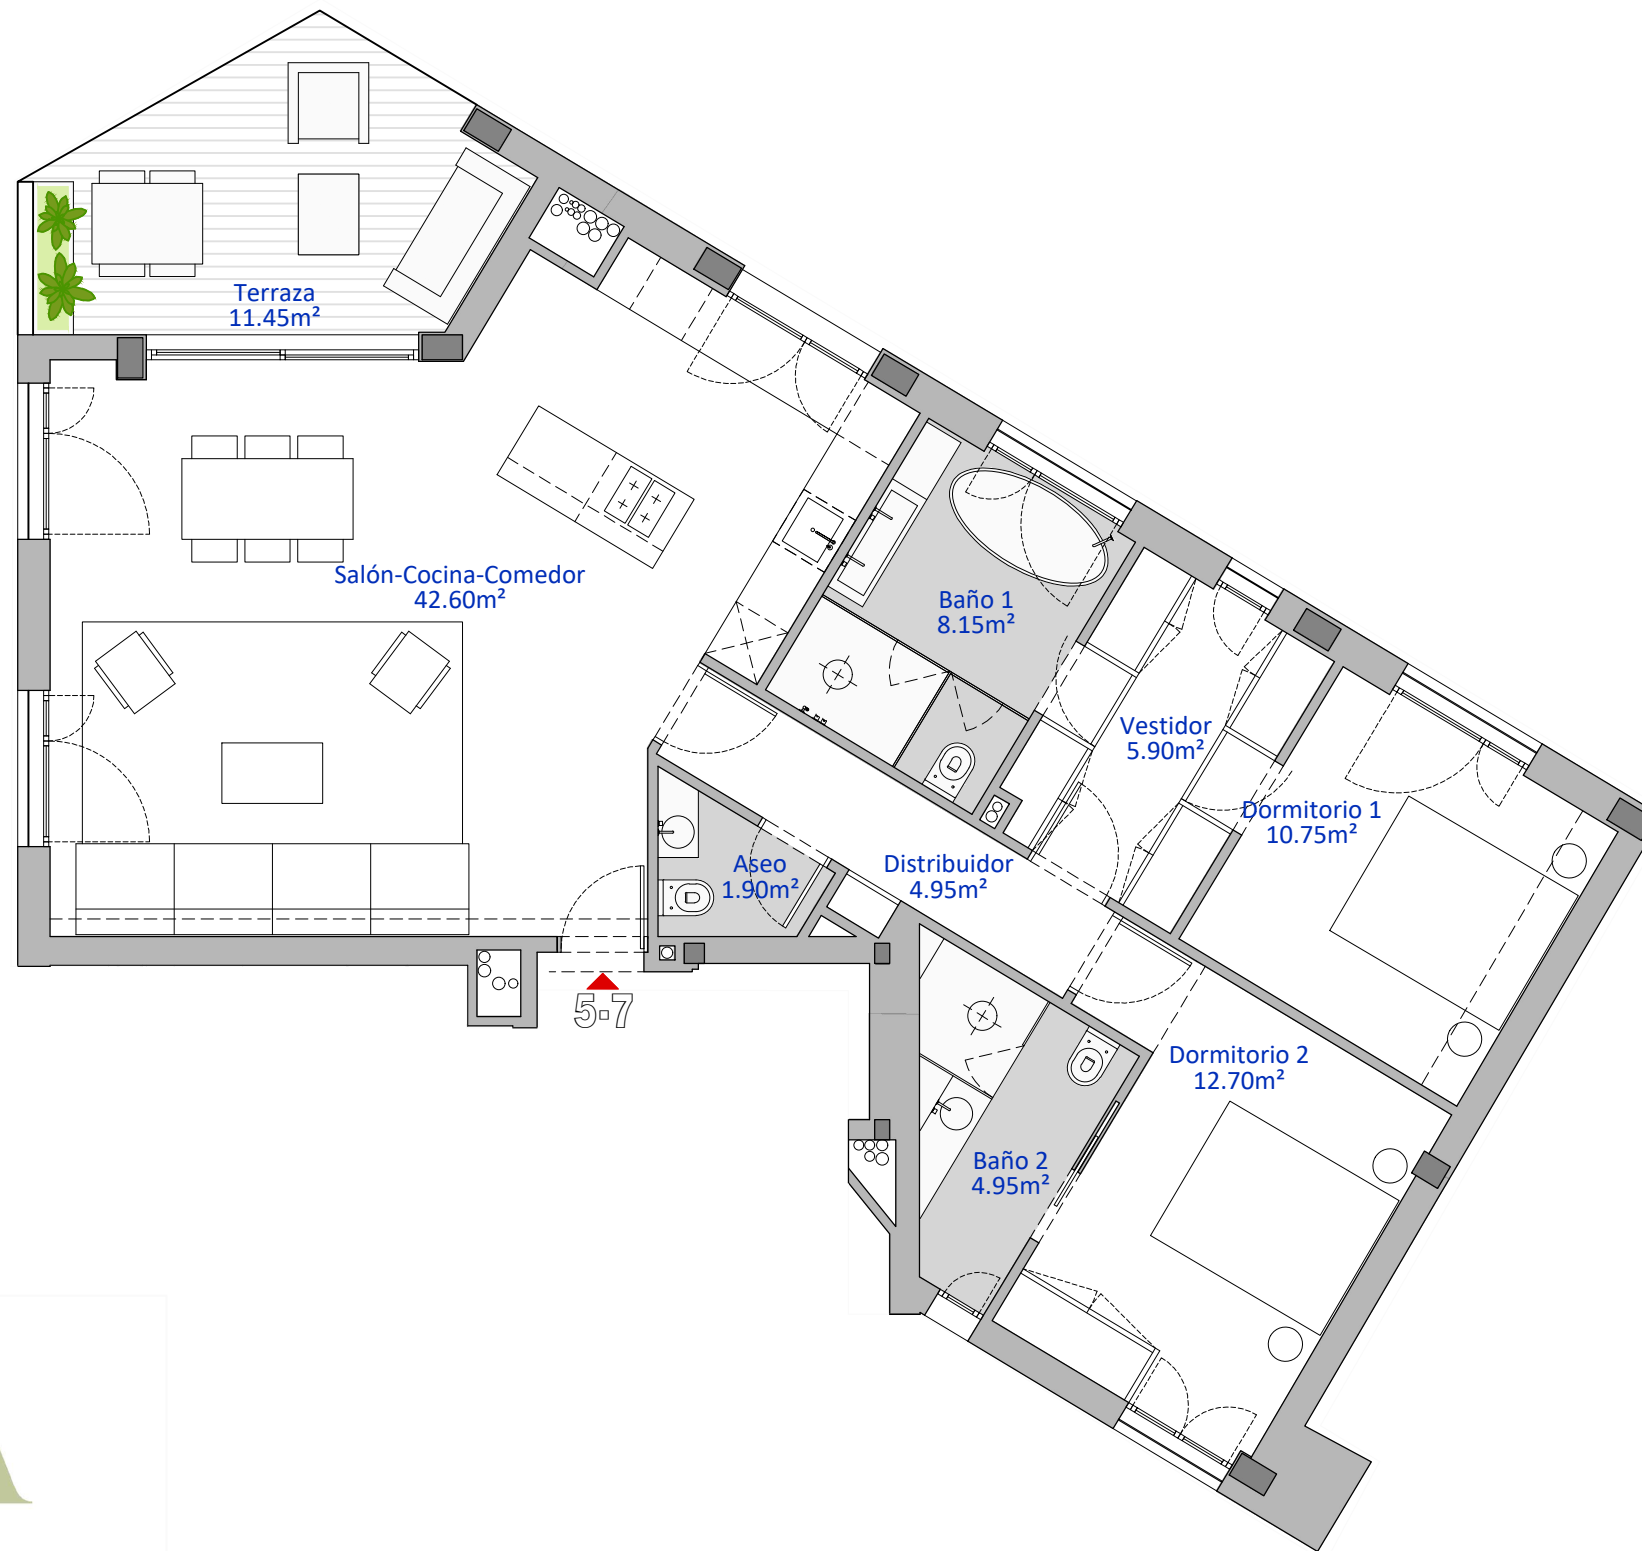 Terraza
11.45m²
Salón-Cocina-Comedor
42.60m²
Baño 1
8.15m²
Vestidor
5.90m²
Dormitorio 1
10.75m²
Aseo
1.90m²
Distribuidor
4.95m²
5·7
Dormitorio 2
12.70m²
Baño 2
4.95m²